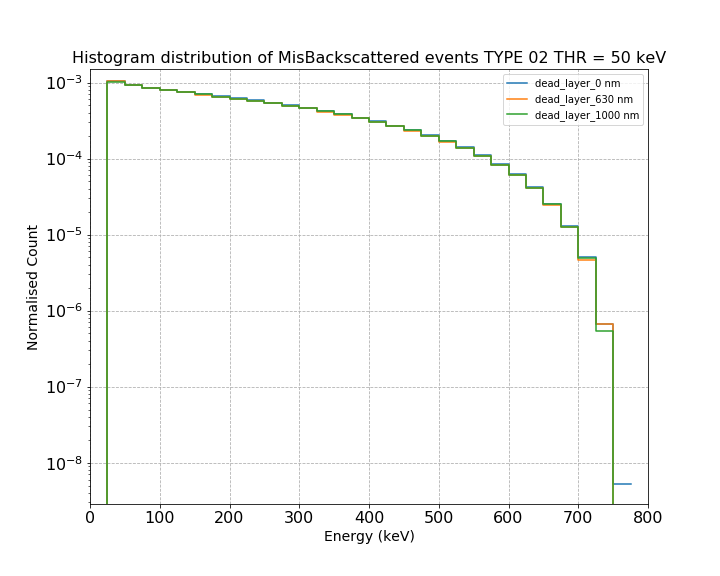 Histogram distribution of MisBackscattered events TYPE 02 THR = 50 keV
dead_layer_0 nm
dead_layer_630 nm
dead_layer_1000 nm
10⁻³
10⁻⁴
10⁻⁵
10⁻⁶
10⁻⁷
10⁻⁸
Normalised Count
0 100 200 300 400 500 600 700 800
Energy (keV)